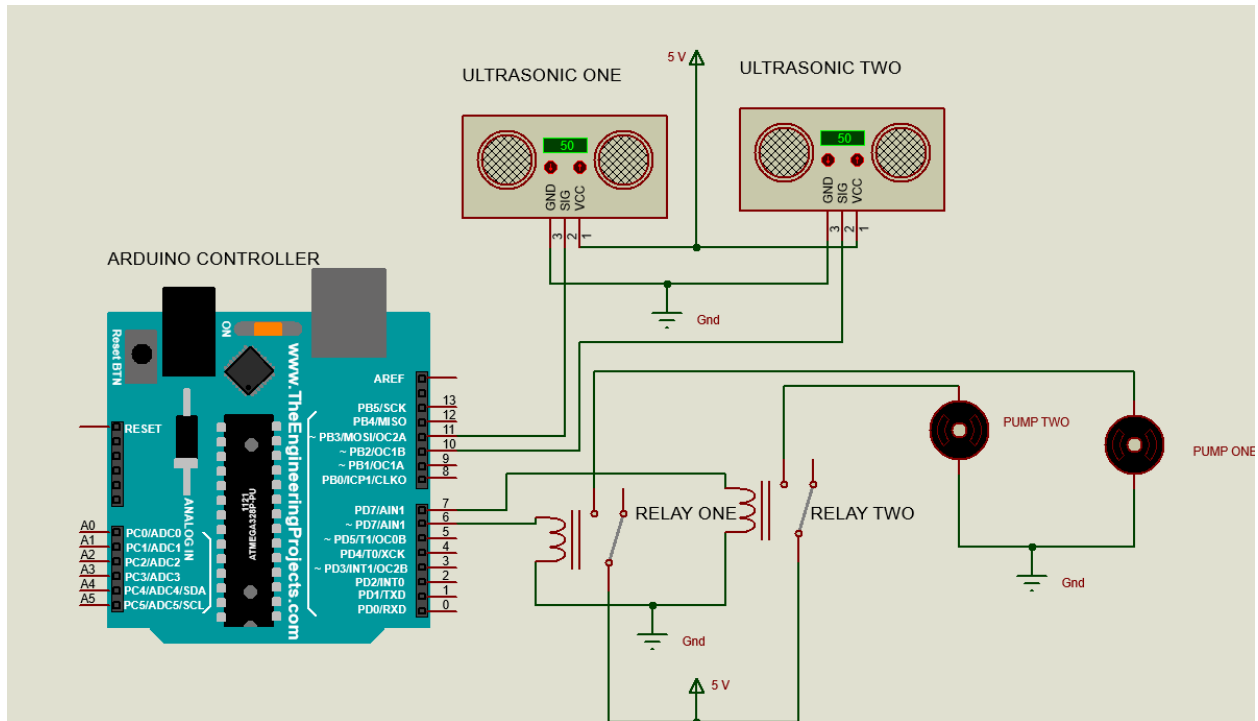 5 V
ULTRASONIC ONE
ULTRASONIC TWO
50
50
GND
SIG
VCC
GND
SIG
VCC
3
2
1
3
2
1
Gnd
ARDUINO CONTROLLER
Reset BTN
ON
www.TheEngineeringProjects.com
1121
ATMEGA328P-PU
ANALOG IN
RESET
AREF
PB5/SCK 13
PB4/MISO 12
~ PB3/MOSI/OC2A 11
~ PB2/OC1B 10
~ PB1/OC1A 9
PB0/ICP1/CLKO 8
PD7/AIN1 7
~ PD7/AIN1 6
~ PD5/T1/OC0B 5
PD4/T0/XCK 4
~ PD3/INT1/OC2B 3
PD2/INT0 2
PD1/TXD 1
PD0/RXD 0
A0 PC0/ADC0
A1 PC1/ADC1
A2 PC2/ADC2
A3 PC3/ADC3
A4 PC4/ADC4/SDA
A5 PC5/ADC5/SCL
RELAY ONE
RELAY TWO
PUMP TWO
PUMP ONE
Gnd
Gnd
5 V